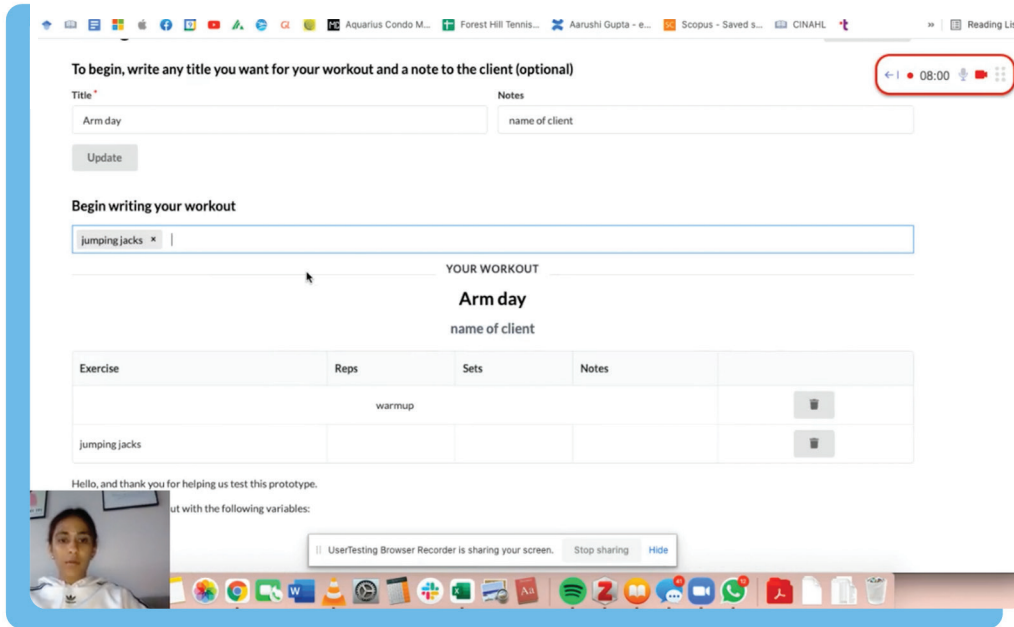 Aquarius Condo M... Forest Hill Tennis... Aarushi Gupta - e... Scopus - Saved s... CINAHL » Reading Lis
To begin, write any title you want for your workout and a note to the client (optional)
08:00
Title * Notes
Arm day name of client
Update
Begin writing your workout
jumping jacks ×
YOUR WORKOUT
Arm day
name of client
Exercise Reps Sets Notes
warmup
jumping jacks
Hello, and thank you for helping us test this prototype.
ut with the following variables:
UserTesting Browser Recorder is sharing your screen. Stop sharing Hide